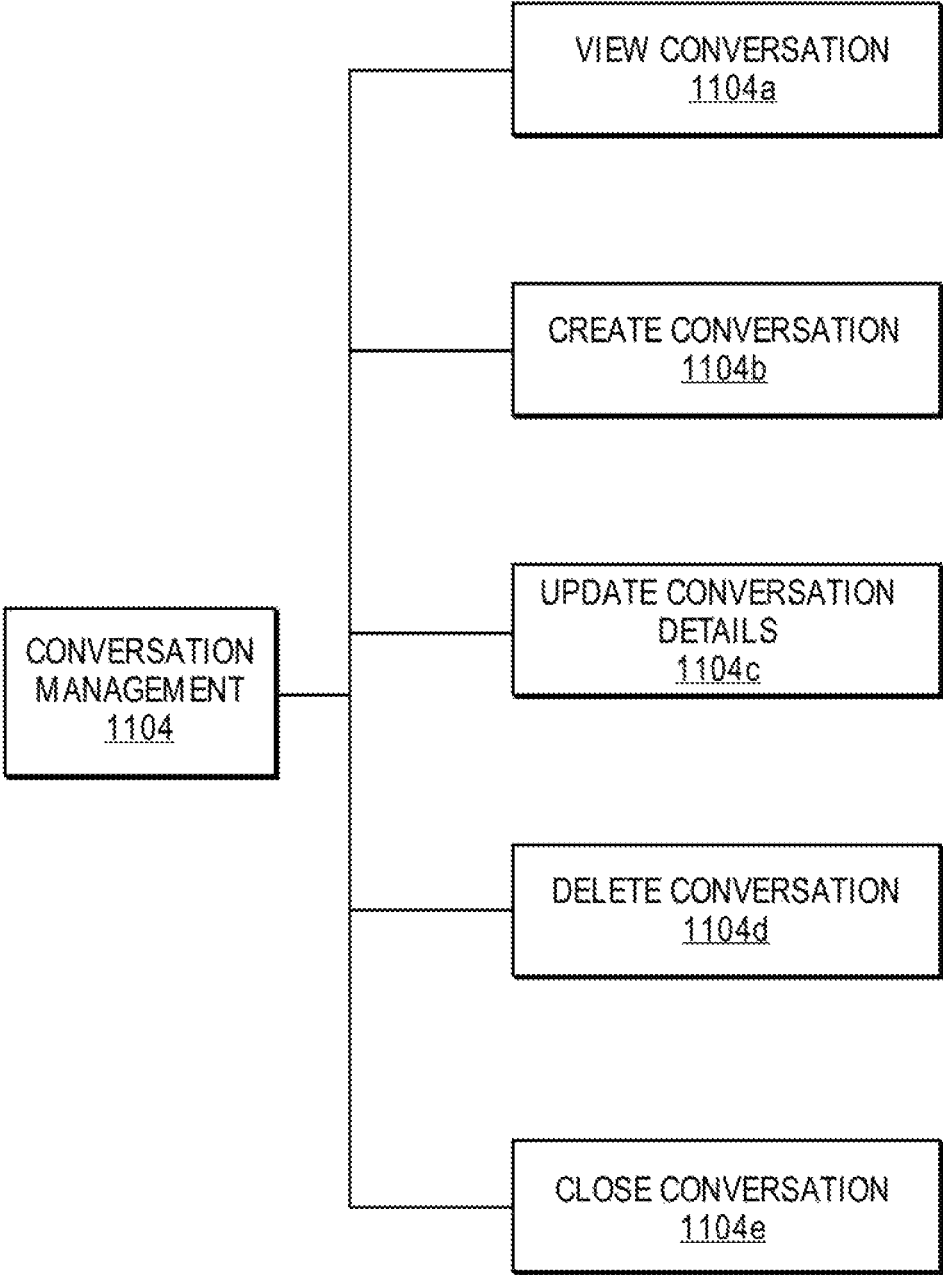 VIEW CONVERSATION
1104a
CREATE CONVERSATION
1104b
UPDATE CONVERSATION
DETAILS
1104c
CONVERSATION
MANAGEMENT
1104
DELETE CONVERSATION
1104d
CLOSE CONVERSATION
1104e